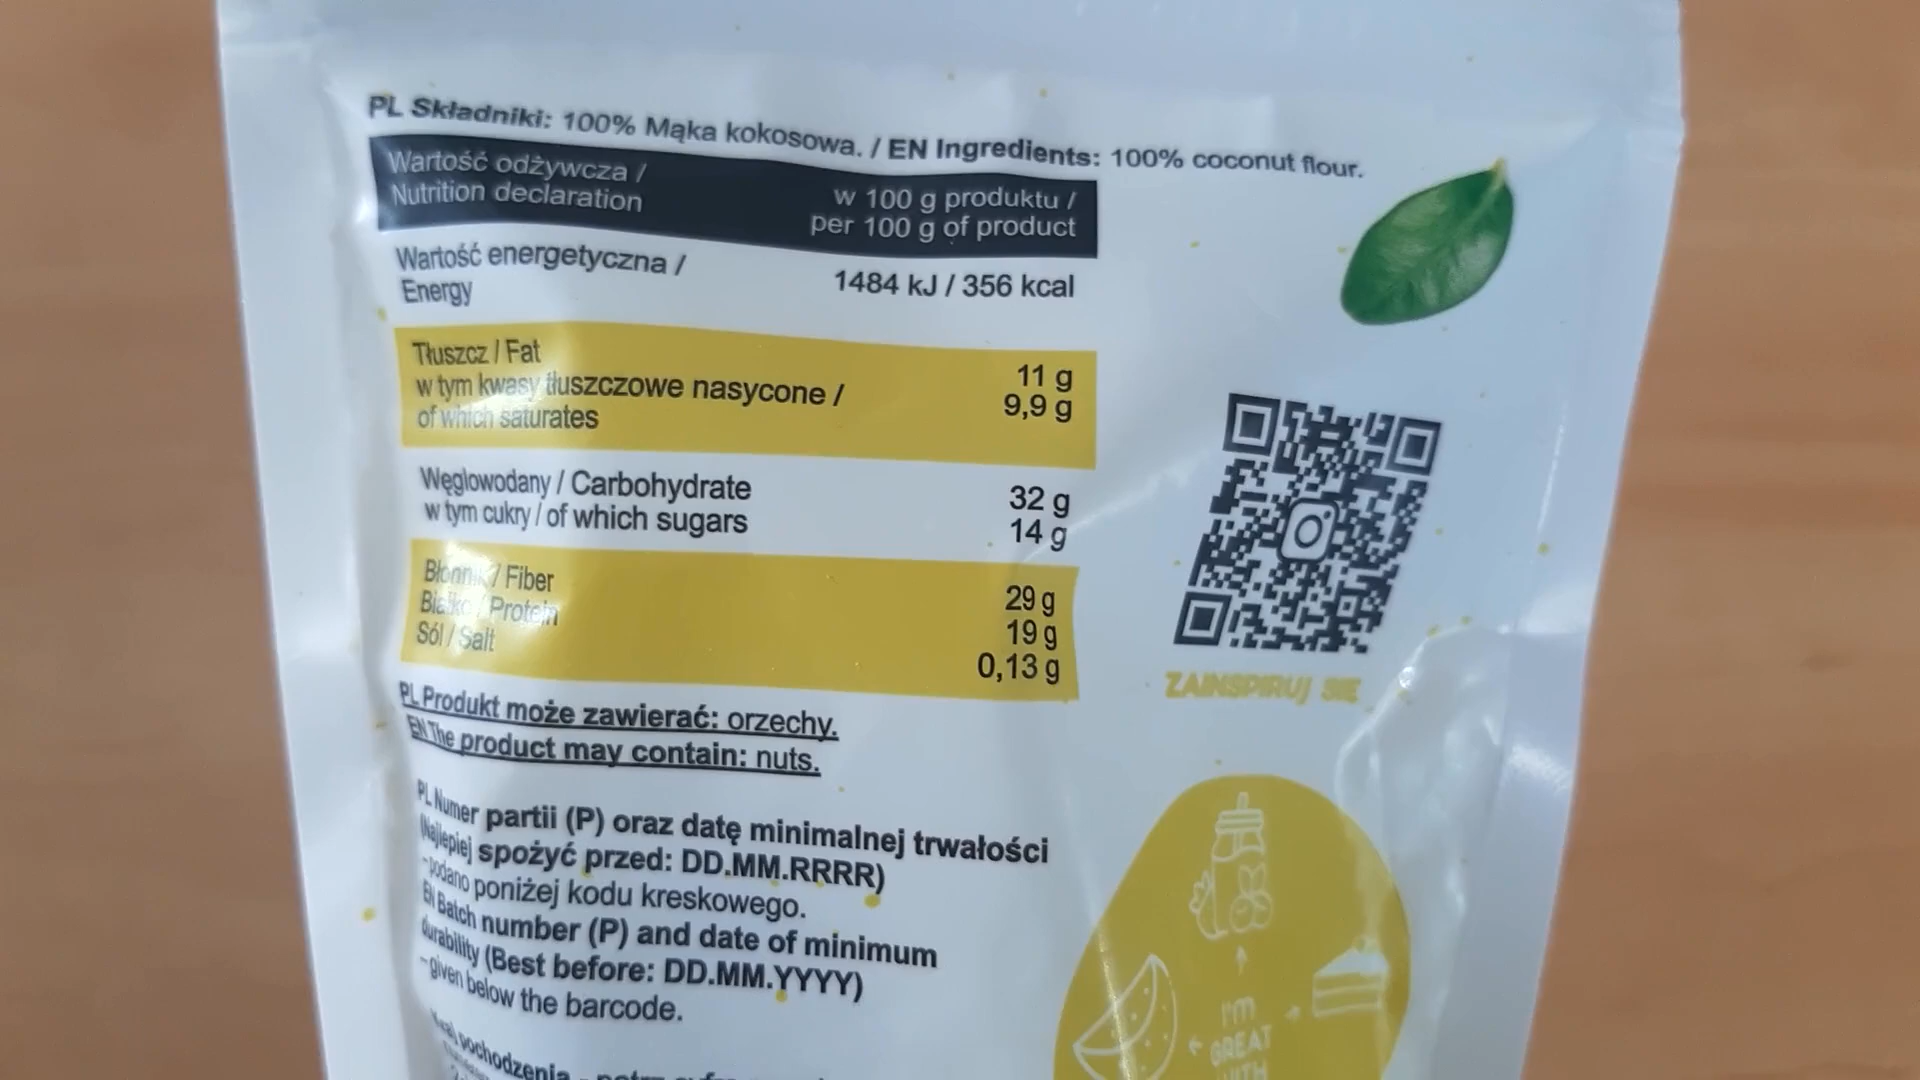 PL Składniki: 100% Mąka kokosowa. / EN Ingredients: 100% coconut flour.
Wartość odżywcza /
Nutrition declaration
w 100 g produktu /
per 100 g of product
Wartość energetyczna /
Energy
1484 kJ / 356 kcal
Tłuszcz / Fat
11 g
w tym kwasy tłuszczowe nasycone /
of which saturates
9,9 g
Węglowodany / Carbohydrate
32 g
w tym cukry / of which sugars
14 g
Błonnik / Fiber
29 g
Białko / Protein
19 g
Sól / Salt
0,13 g
PL Produkt może zawierać: orzechy.
EN The product may contain: nuts.
PL Numer partii (P) oraz datę minimalnej trwałości
(Najlepiej spożyć przed: DD.MM.RRRR)
- podano poniżej kodu kreskowego.
EN Batch number (P) and date of minimum
durability (Best before: DD.MM.YYYY)
- given below the barcode.
pochodzenia
ZAINSPIRUJ SIĘ
I'm
GREAT
WITH